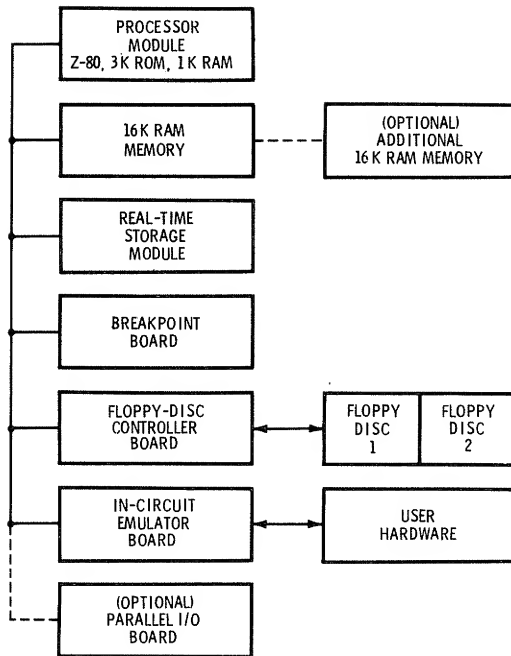 PROCESSOR
MODULE
Z-80, 3K ROM, 1K RAM
16K RAM
MEMORY
(OPTIONAL)
ADDITIONAL
16K RAM MEMORY
REAL-TIME
STORAGE
MODULE
BREAKPOINT
BOARD
FLOPPY-DISC
CONTROLLER
BOARD
FLOPPY
DISC
1
FLOPPY
DISC
2
IN-CIRCUIT
EMULATOR
BOARD
USER
HARDWARE
(OPTIONAL)
PARALLEL I/O
BOARD